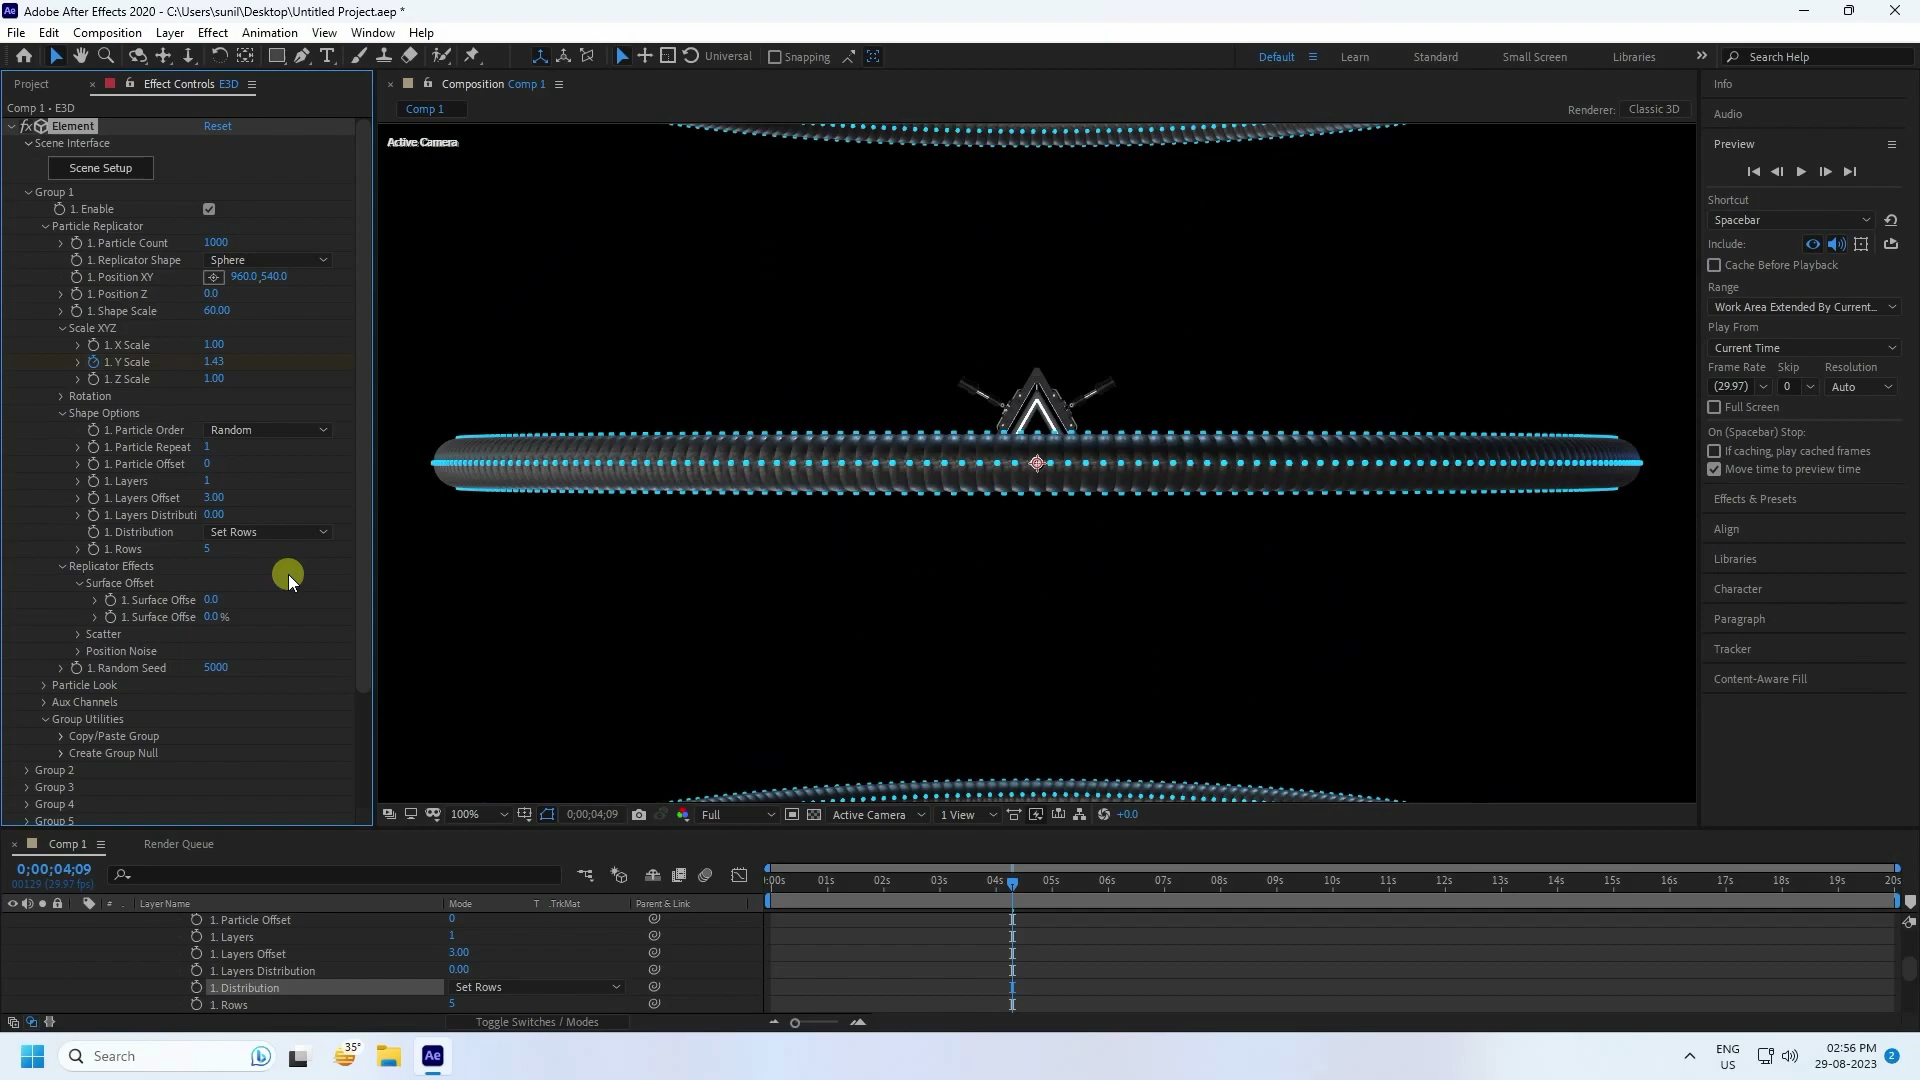 Adobe After Effects 2020 - C:\Users\sunil\Desktop\Untitled Project.aep *
File Edit Composition Layer Effect Animation View Window Help
Universal Snapping Default Learn Standard Small Screen Libraries Search Help
Project Effect Controls E3D
Comp 1 • E3D
Element Reset
Scene Interface
Scene Setup
Group 1
1. Enable
Particle Replicator
1. Particle Count 1000
1. Replicator Shape Sphere
1. Position XY 960.0,540.0
1. Position Z 0.0
1. Shape Scale 60.00
Scale XYZ
1. X Scale 1.00
1. Y Scale 1.43
1. Z Scale 1.00
Rotation
Shape Options
1. Particle Order Random
1. Particle Repeat 1
1. Particle Offset 0
1. Layers 1
1. Layers Offset 3.00
1. Layers Distributi 0.00
1. Distribution Set Rows
1. Rows 5
Replicator Effects
Surface Offset
1. Surface Offse 0.0
1. Surface Offse 0.0%
Scatter
Position Noise
1. Random Seed 5000
Particle Look
Aux Channels
Group Utilities
Copy/Paste Group
Create Group Null
Group 2
Group 3
Group 4
Group 5
Composition Comp 1
Comp 1
Renderer: Classic 3D
Active Camera
100% 0;00;04;09 Full Active Camera 1 View +0.0
Info
Audio
Preview
Shortcut
Spacebar
Include:
Cache Before Playback
Range
Work Area Extended By Current...
Play From
Current Time
Frame Rate Skip Resolution
(29.97) 0 Auto
Full Screen
On (Spacebar) Stop:
If caching, play cached frames
Move time to preview time
Effects & Presets
Align
Libraries
Character
Paragraph
Tracker
Content-Aware Fill
Comp 1 Render Queue
0;00;04;09
00129 (29.97 fps)
:00s 01s 02s 03s 04s 05s 06s 07s 08s 09s 10s 11s 12s 13s 14s 15s 16s 17s 18s 19s 20s
# Layer Name Mode T .TrkMat Parent & Link
1. Particle Offset 0
1. Layers 1
1. Layers Offset 3.00
1. Layers Distribution 0.00
1. Distribution Set Rows
1. Rows 5
Toggle Switches / Modes
Search 35° Ae
ENG
US
02:56 PM
29-08-2023
2